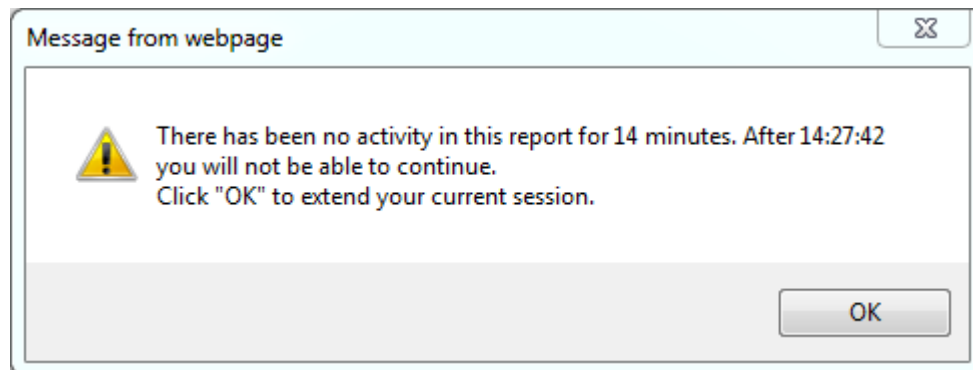 Message from webpage
There has been no activity in this report for 14 minutes. After 14:27:42
you will not be able to continue.
Click "OK" to extend your current session.
OK